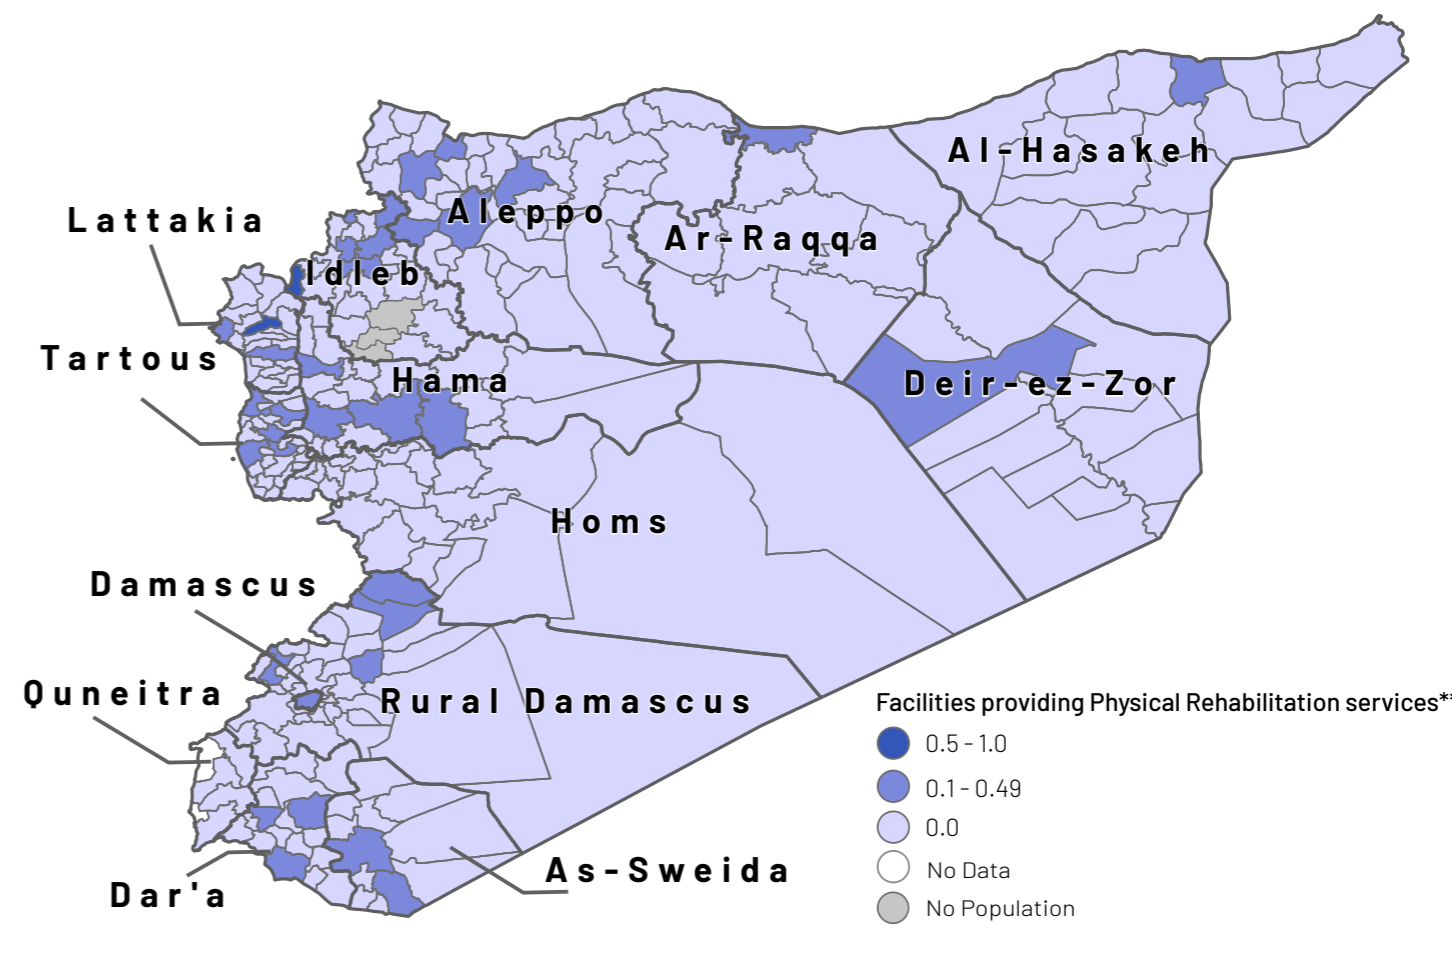 Al-Hasakeh
Lattakia
Aleppo
Ar-Raqqa
Idleb
Tartous
Hama
Deir-ez-Zor
Homs
Damascus
Quneitra
Rural Damascus
Facilities providing Physical Rehabilitation services**
0.5 - 1.0
0.1 - 0.49
0.0
No Data
No Population
As-Sweida
Dar'a